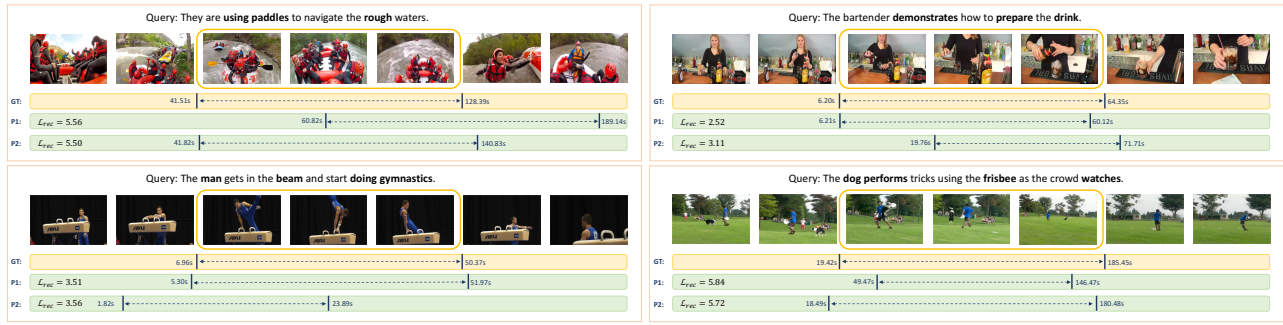 Query: They are using paddles to navigate the rough waters.
GT: 41.51s 128.39s
P1: ℒrec = 5.56 60.82s 189.14s
P2: ℒrec = 5.50 41.82s 140.83s
Query: The bartender demonstrates how to prepare the drink.
GT: 6.20s 64.35s
P1: ℒrec = 2.52 6.21s 60.12s
P2: ℒrec = 3.11 19.76s 71.71s
Query: The man gets in the beam and start doing gymnastics.
GT: 6.96s 50.37s
P1: ℒrec = 3.51 5.30s 51.97s
P2: ℒrec = 3.56 1.82s 23.89s
Query: The dog performs tricks using the frisbee as the crowd watches.
GT: 19.42s 185.45s
P1: ℒrec = 5.84 49.47s 146.47s
P2: ℒrec = 5.72 18.49s 180.48s